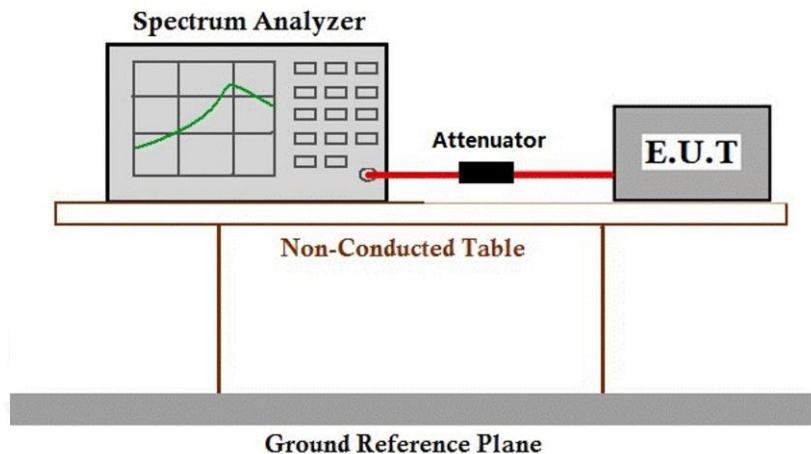 Spectrum Analyzer
Attenuator
E.U.T
Non-Conducted Table
Ground Reference Plane